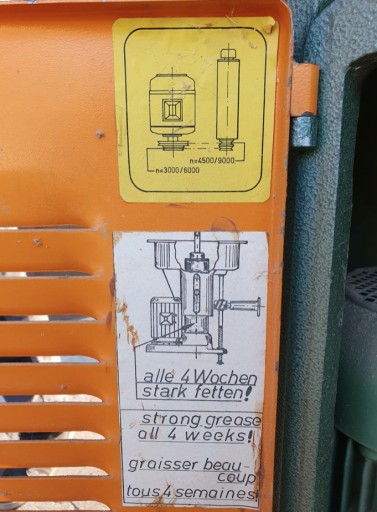 n=4500/9000
n=3000/6000
alle 4 Wochen
stark fetten!
strong grease
all 4 weeks!
graisser beau-
coup
tous 4 semaines!